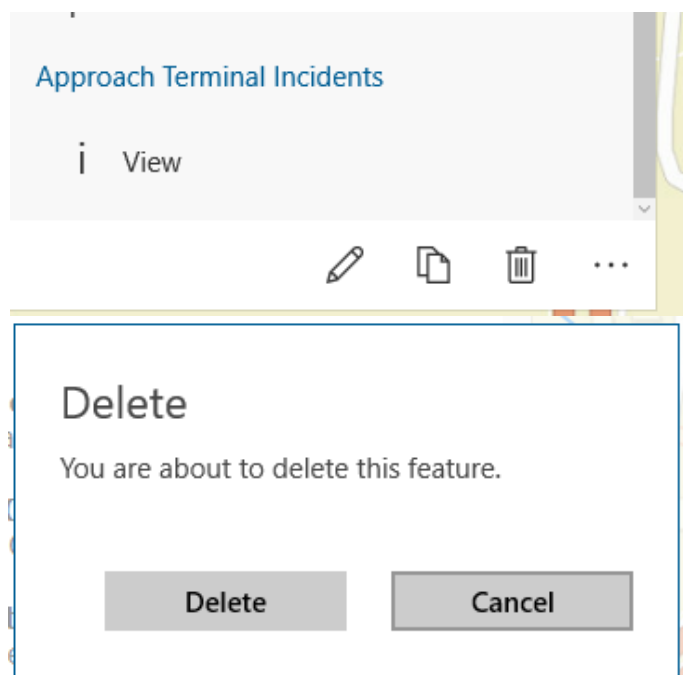 Approach Terminal Incidents
i View
...
Delete
You are about to delete this feature.
Delete Cancel